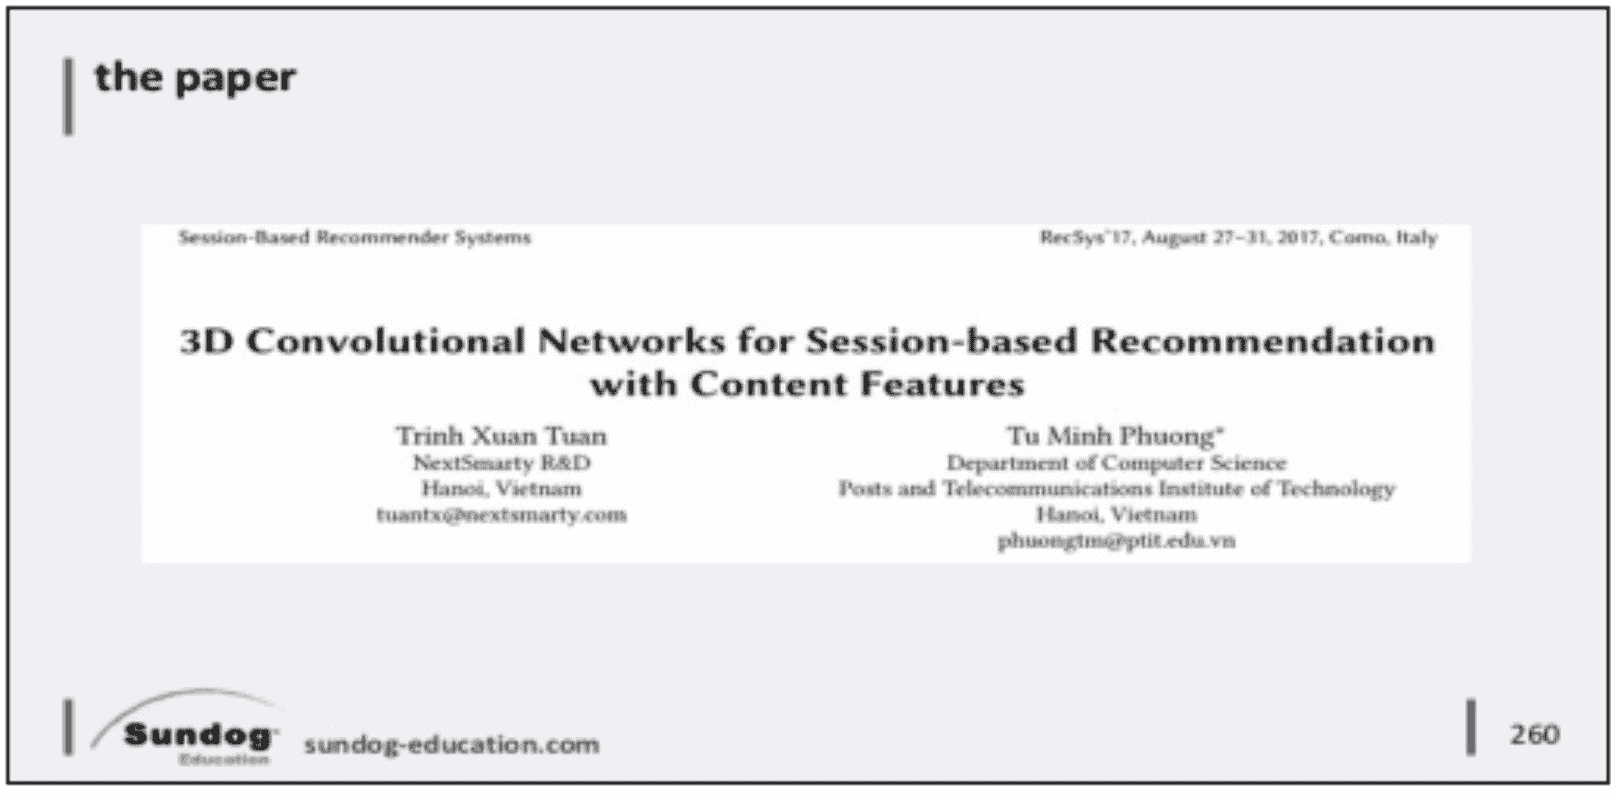 the paper
Session-Based Recommender Systems
RecSys'17, August 27–31, 2017, Como, Italy
3D Convolutional Networks for Session-based Recommendation
with Content Features
Trinh Xuan Tuan
NextSmarty R&D
Hanoi, Vietnam
tuantx@nextsmarty.com
Tu Minh Phuong*
Department of Computer Science
Posts and Telecommunications Institute of Technology
Hanoi, Vietnam
phuongtm@ptit.edu.vn
Sundog
Education
sundog-education.com
260